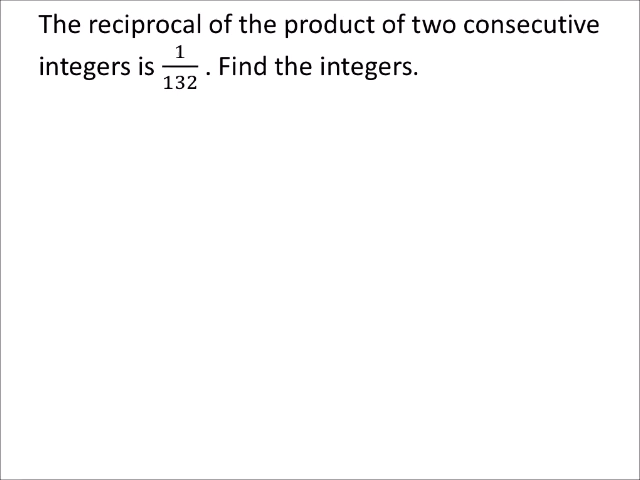 The reciprocal of the product of two consecutive
integers is 1/132 . Find the integers.